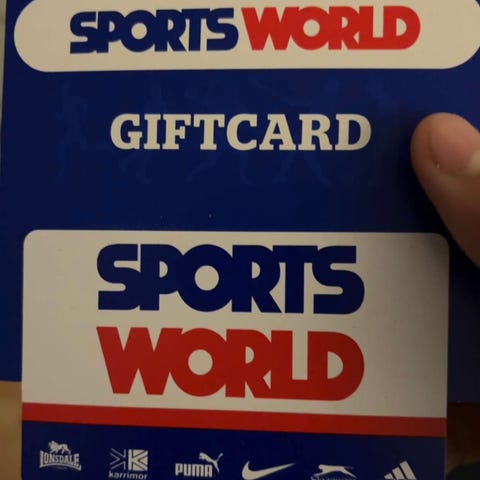 SPORTS WORLD
GIFTCARD
SPORTS
WORLD
LONSDALE karrimor PUMA